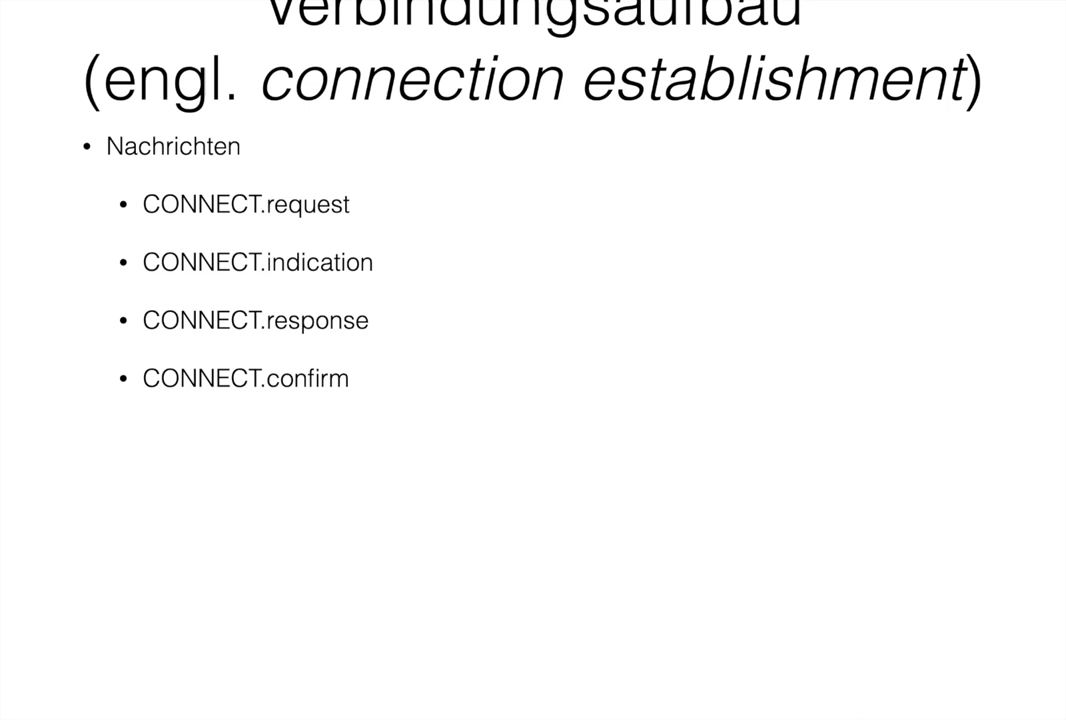 Verbindungsaufbau
(engl. connection establishment)
• Nachrichten
• CONNECT.request
• CONNECT.indication
• CONNECT.response
• CONNECT.confirm